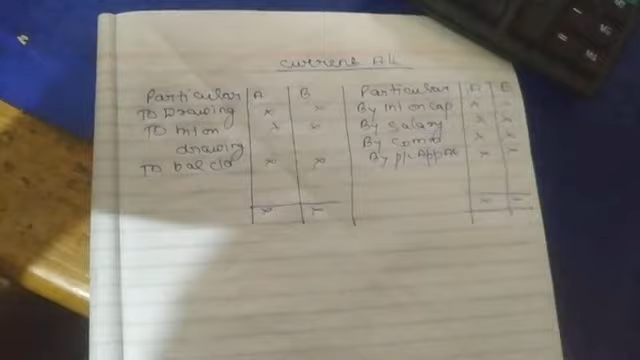 current A/c
Particular A B Particular A B
To Drawing x x By int on cap x
To int on x x By Salary x x
drawing By comm x x
To bal c/d x x By P/L App A/c x x
x x x x